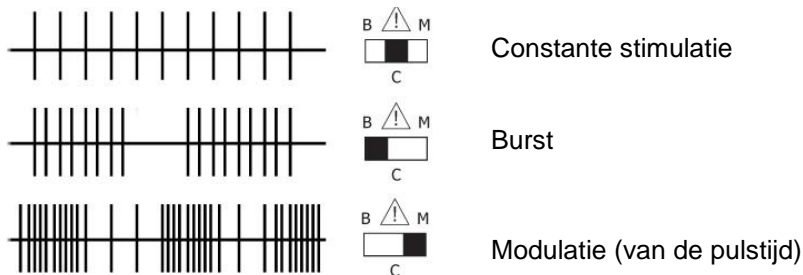 B ⚠ M
Constante stimulatie
C
B ⚠ M
Burst
C
B ⚠ M
Modulatie (van de pulstijd)
C